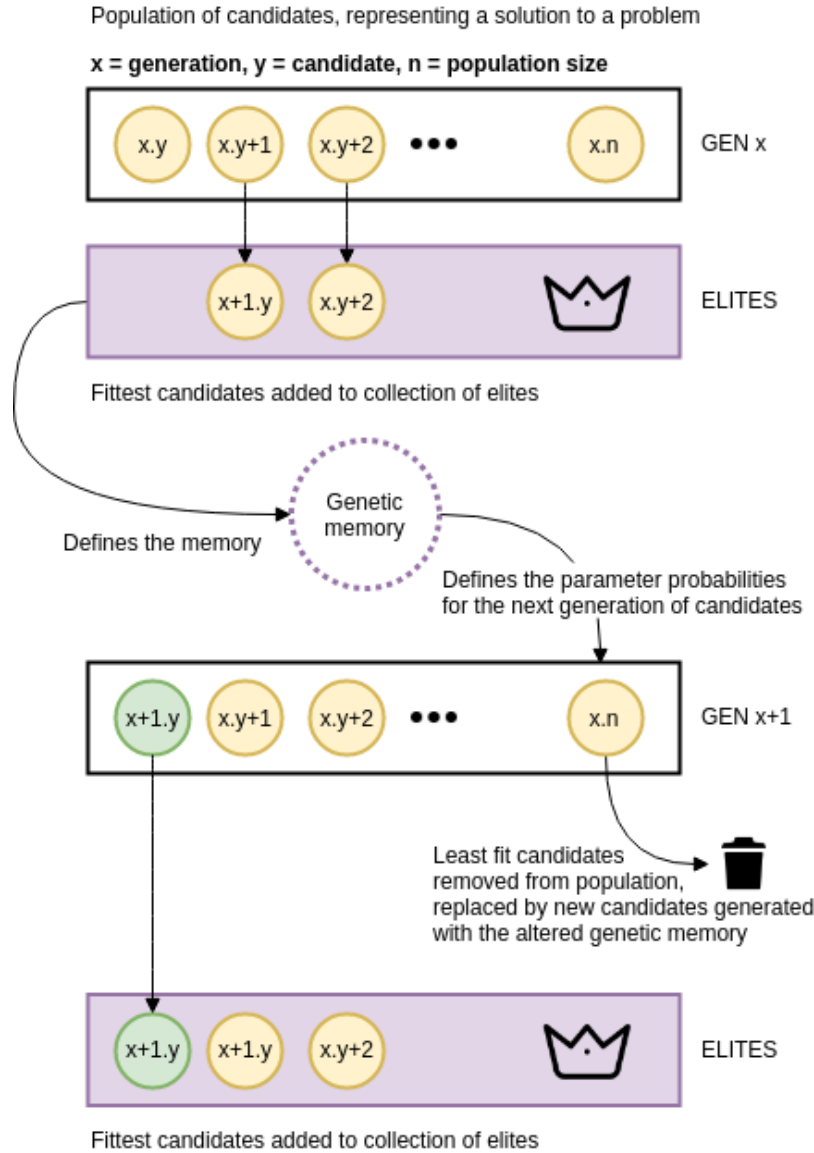 Population of candidates, representing a solution to a problem
x = generation, y = candidate, n = population size
x.y x.y+1 x.y+2 ••• x.n GEN x
x+1.y x.y+2 ELITES
Fittest candidates added to collection of elites
Genetic
memory
Defines the memory
Defines the parameter probabilities
for the next generation of candidates
x+1.y x.y+1 x.y+2 ••• x.n GEN x+1
Least fit candidates
removed from population,
replaced by new candidates generated
with the altered genetic memory
x+1.y x+1.y x.y+2 ELITES
Fittest candidates added to collection of elites